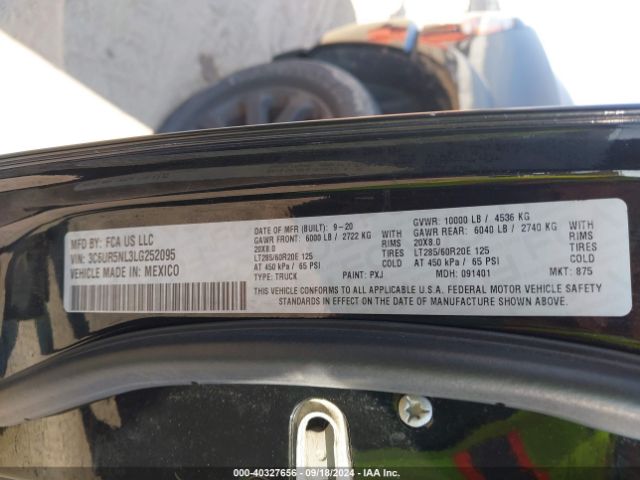 MFD BY: FCA US LLC
VIN: 3C6UR5NL3LG252095
VEHICLE MADE IN: MEXICO
DATE OF MFR (BUILT): 9-20
GAWR FRONT: 6000 LB / 2722 KG WITH
20X8.0 TIRES
LT285/60R20E 125 RIMS
AT 450 kPa / 65 PSI COLD
TYPE: TRUCK PAINT: PXJ
GVWR: 10000 LB / 4536 KG
GAWR REAR: 6040 LB / 2740 KG WITH
20X8.0 TIRES
LT285/60R20E 125 RIMS
AT 450 kPa / 65 PSI COLD
MDH: 091401 MKT: 875
THIS VEHICLE CONFORMS TO ALL APPLICABLE U.S.A. FEDERAL MOTOR VEHICLE SAFETY
STANDARDS IN EFFECT ON THE DATE OF MANUFACTURE SHOWN ABOVE.
000-40327656 - 09/18/2024 - IAA Inc.